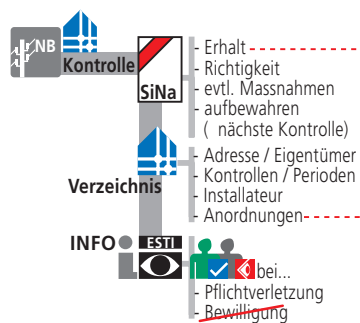 NB
Kontrolle
SiNa
- Erhalt
- Richtigkeit
- evtl. Massnahmen
- aufbewahren
( nächste Kontrolle)
Verzeichnis
- Adresse / Eigentümer
- Kontrollen / Perioden
- Installateur
- Anordnungen
INFO
ESTI
bei...
- Pflichtverletzung
- Bewilligung